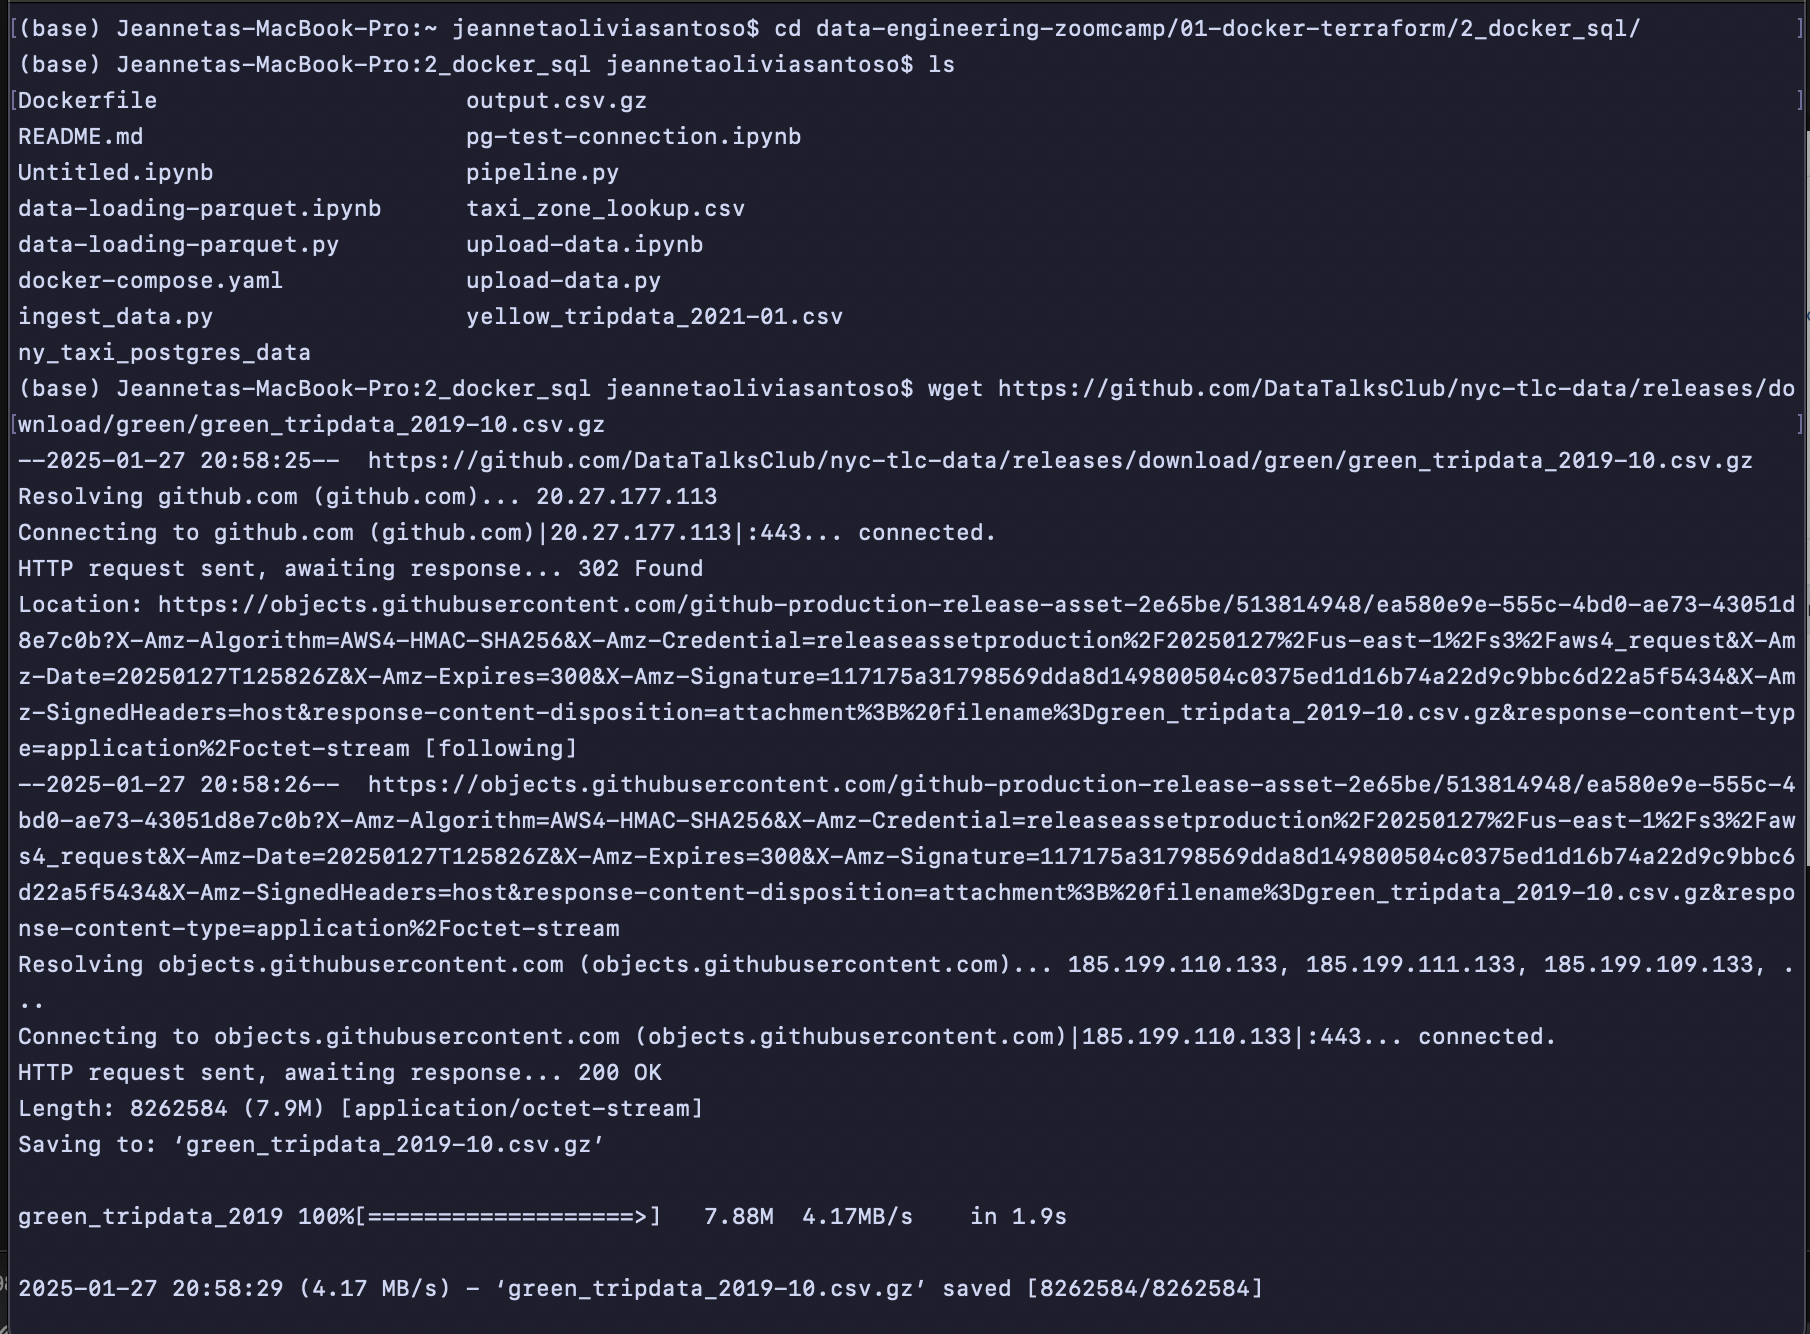 [(base) Jeannetas-MacBook-Pro:~ jeannetaoliviasantoso$ cd data-engineering-zoomcamp/01-docker-terraform/2_docker_sql/ ]
(base) Jeannetas-MacBook-Pro:2_docker_sql jeannetaoliviasantoso$ ls
[Dockerfile output.csv.gz ]
README.md pg-test-connection.ipynb
Untitled.ipynb pipeline.py
data-loading-parquet.ipynb taxi_zone_lookup.csv
data-loading-parquet.py upload-data.ipynb
docker-compose.yaml upload-data.py
ingest_data.py yellow_tripdata_2021-01.csv
ny_taxi_postgres_data
(base) Jeannetas-MacBook-Pro:2_docker_sql jeannetaoliviasantoso$ wget https://github.com/DataTalksClub/nyc-tlc-data/releases/do
[wnload/green/green_tripdata_2019-10.csv.gz ]
--2025-01-27 20:58:25--  https://github.com/DataTalksClub/nyc-tlc-data/releases/download/green/green_tripdata_2019-10.csv.gz
Resolving github.com (github.com)... 20.27.177.113
Connecting to github.com (github.com)|20.27.177.113|:443... connected.
HTTP request sent, awaiting response... 302 Found
Location: https://objects.githubusercontent.com/github-production-release-asset-2e65be/513814948/ea580e9e-555c-4bd0-ae73-43051d
8e7c0b?X-Amz-Algorithm=AWS4-HMAC-SHA256&X-Amz-Credential=releaseassetproduction%2F20250127%2Fus-east-1%2Fs3%2Faws4_request&X-Am
z-Date=20250127T125826Z&X-Amz-Expires=300&X-Amz-Signature=117175a31798569dda8d149800504c0375ed1d16b74a22d9c9bbc6d22a5f5434&X-Am
z-SignedHeaders=host&response-content-disposition=attachment%3B%20filename%3Dgreen_tripdata_2019-10.csv.gz&response-content-typ
e=application%2Foctet-stream [following]
--2025-01-27 20:58:26--  https://objects.githubusercontent.com/github-production-release-asset-2e65be/513814948/ea580e9e-555c-4
bd0-ae73-43051d8e7c0b?X-Amz-Algorithm=AWS4-HMAC-SHA256&X-Amz-Credential=releaseassetproduction%2F20250127%2Fus-east-1%2Fs3%2Faw
s4_request&X-Amz-Date=20250127T125826Z&X-Amz-Expires=300&X-Amz-Signature=117175a31798569dda8d149800504c0375ed1d16b74a22d9c9bbc6
d22a5f5434&X-Amz-SignedHeaders=host&response-content-disposition=attachment%3B%20filename%3Dgreen_tripdata_2019-10.csv.gz&respo
nse-content-type=application%2Foctet-stream
Resolving objects.githubusercontent.com (objects.githubusercontent.com)... 185.199.110.133, 185.199.111.133, 185.199.109.133, .
..
Connecting to objects.githubusercontent.com (objects.githubusercontent.com)|185.199.110.133|:443... connected.
HTTP request sent, awaiting response... 200 OK
Length: 8262584 (7.9M) [application/octet-stream]
Saving to: ‘green_tripdata_2019-10.csv.gz’
green_tripdata_2019 100%[===================>]   7.88M  4.17MB/s    in 1.9s
2025-01-27 20:58:29 (4.17 MB/s) - ‘green_tripdata_2019-10.csv.gz’ saved [8262584/8262584]